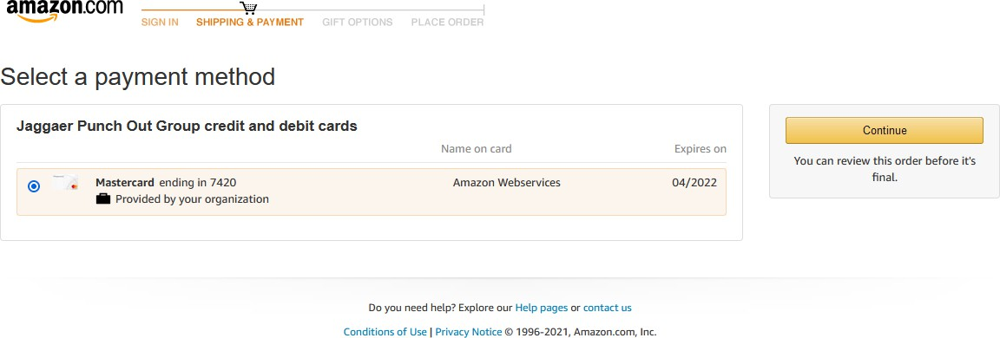 amazon.com
SIGN IN SHIPPING & PAYMENT GIFT OPTIONS PLACE ORDER
Select a payment method
Jaggaer Punch Out Group credit and debit cards
Name on card Expires on
Mastercard ending in 7420 Amazon Webservices 04/2022
Provided by your organization
Continue
You can review this order before it's
final.
Do you need help? Explore our Help pages or contact us
Conditions of Use | Privacy Notice © 1996-2021, Amazon.com, Inc.